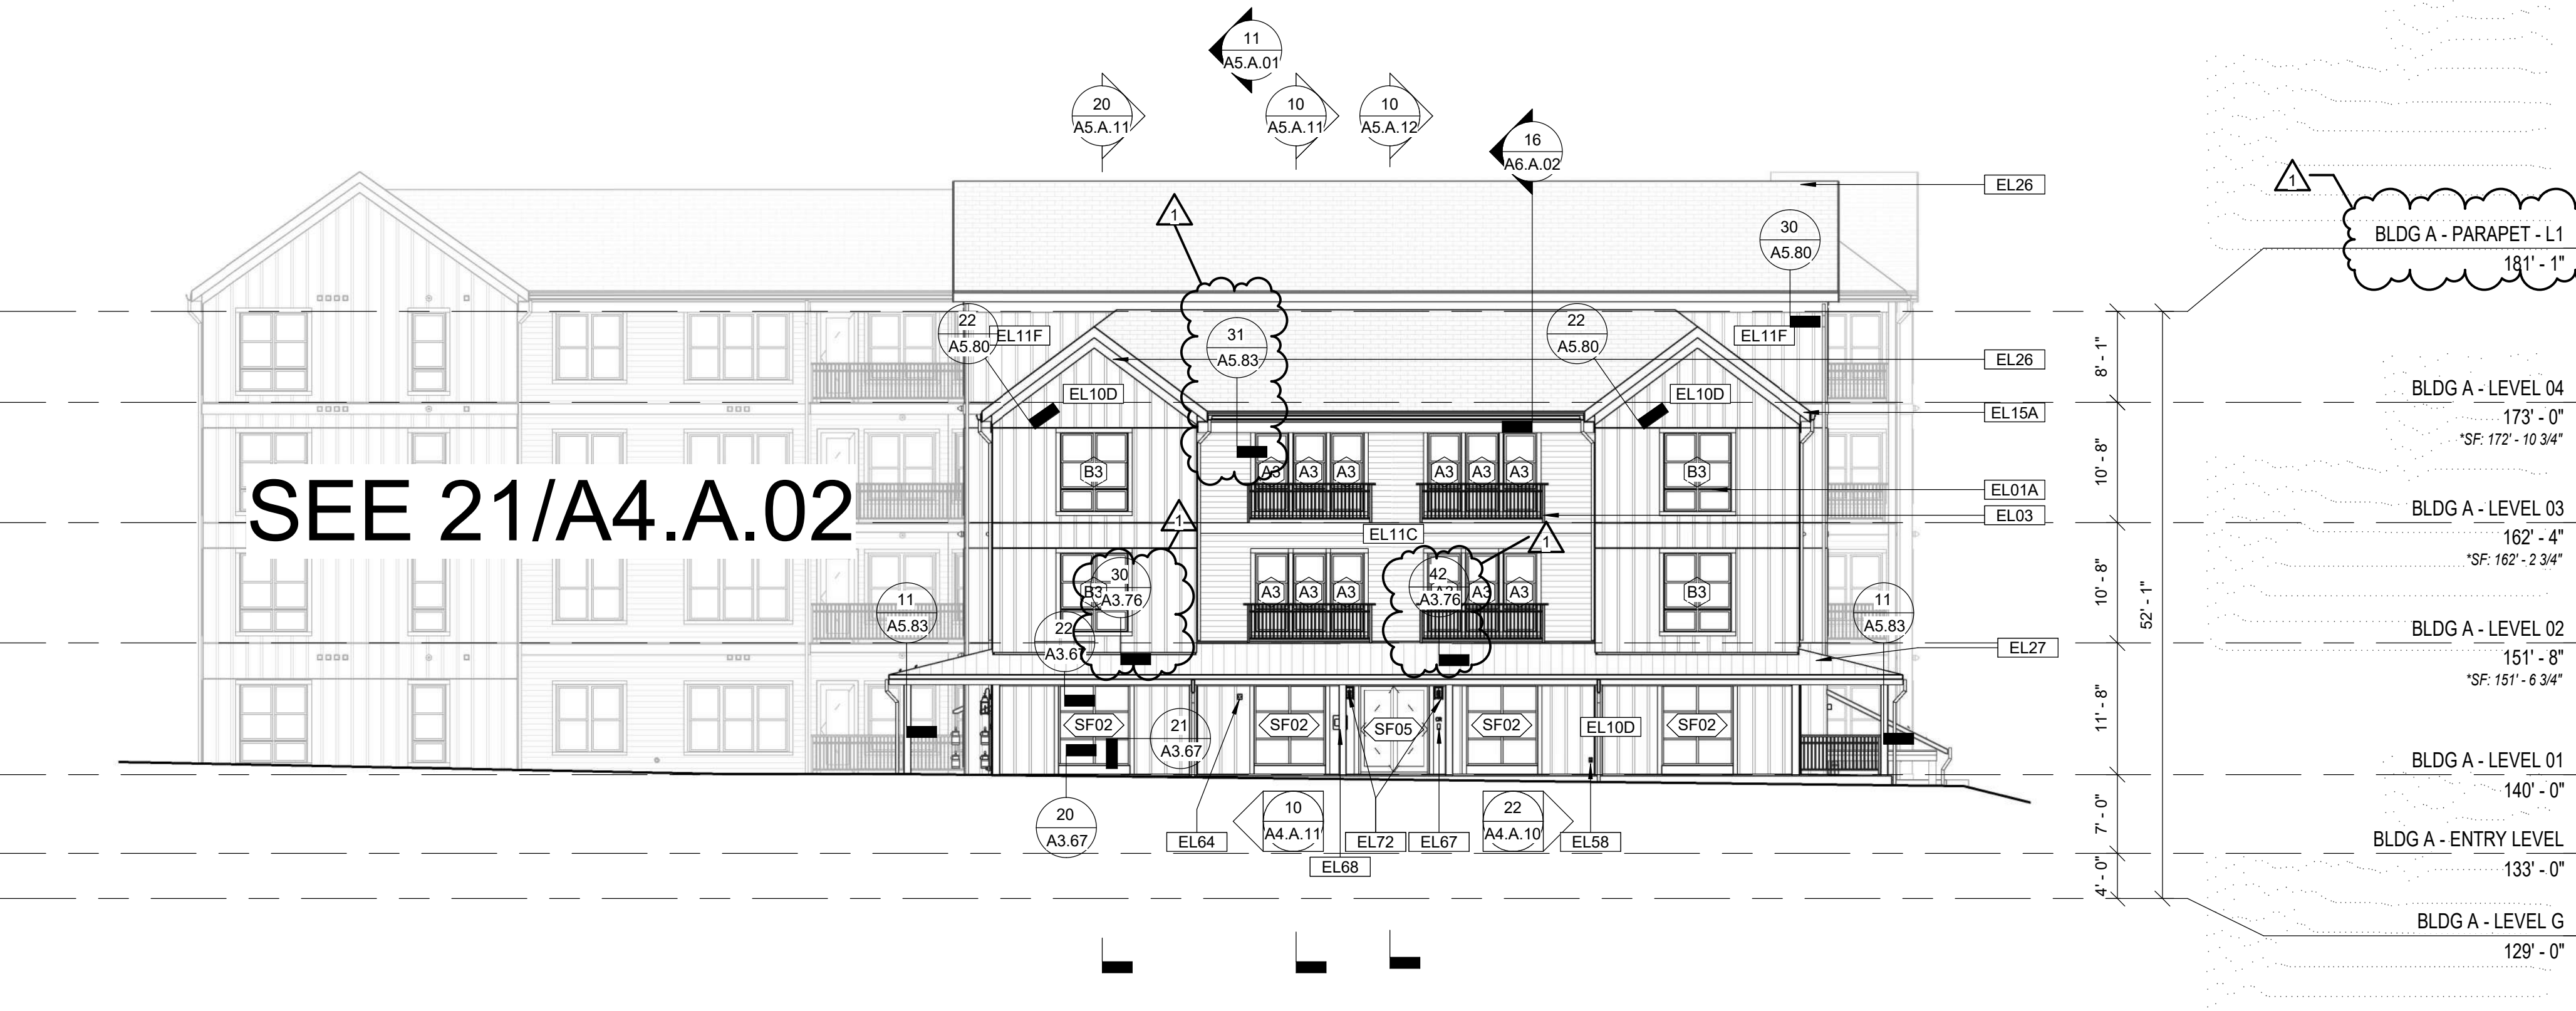 11
A5.A.01
20
A5.A.11
10
A5.A.11
10
A5.A.12
16
A6.A.02
EL26
1
1
30
A5.80
BLDG A - PARAPET - L1
181' - 1"
22
A5.80
EL11F
31
A5.83
22
A5.80
EL11F
EL26
8' - 1"
EL10D
EL10D
BLDG A - LEVEL 04
173' - 0"
*SF: 172' - 10 3/4"
EL15A
B3
A3
A3
A3
A3
A3
A3
B3
10' - 8"
EL01A
SEE 21/A4.A.02
EL03
BLDG A - LEVEL 03
162' - 4"
*SF: 162' - 2 3/4"
1
EL11C
1
30
A3.76
B3
A3
A3
A3
42
A3.76
A3
A3
B3
11
A5.83
11
A5.83
10' - 8"
52' - 1"
22
A3.67
BLDG A - LEVEL 02
151' - 8"
*SF: 151' - 6 3/4"
EL27
SF02
21
A3.67
SF02
SF05
SF02
EL10D
SF02
11' - 8"
BLDG A - LEVEL 01
140' - 0"
20
A3.67
EL64
10
A4.A.11
EL72
EL67
22
A4.A.10
EL58
EL68
7' - 0"
BLDG A - ENTRY LEVEL
133' - 0"
4' - 0"
BLDG A - LEVEL G
129' - 0"